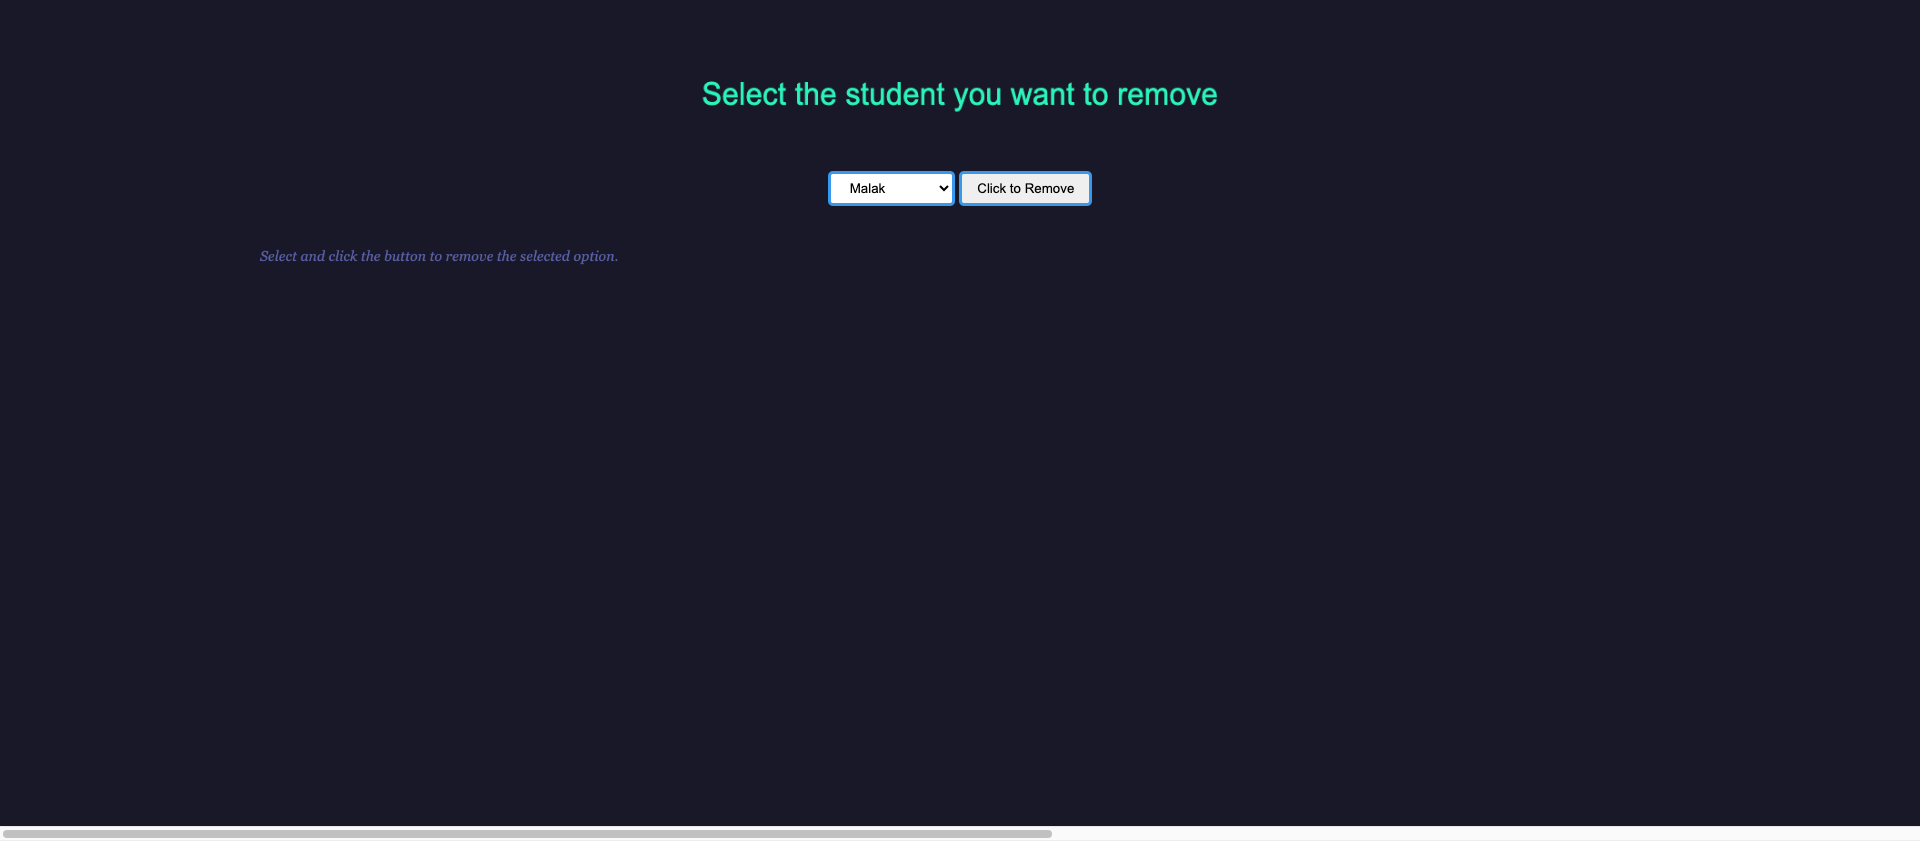 Select the student you want to remove
Malak Click to Remove
Select and click the button to remove the selected option.